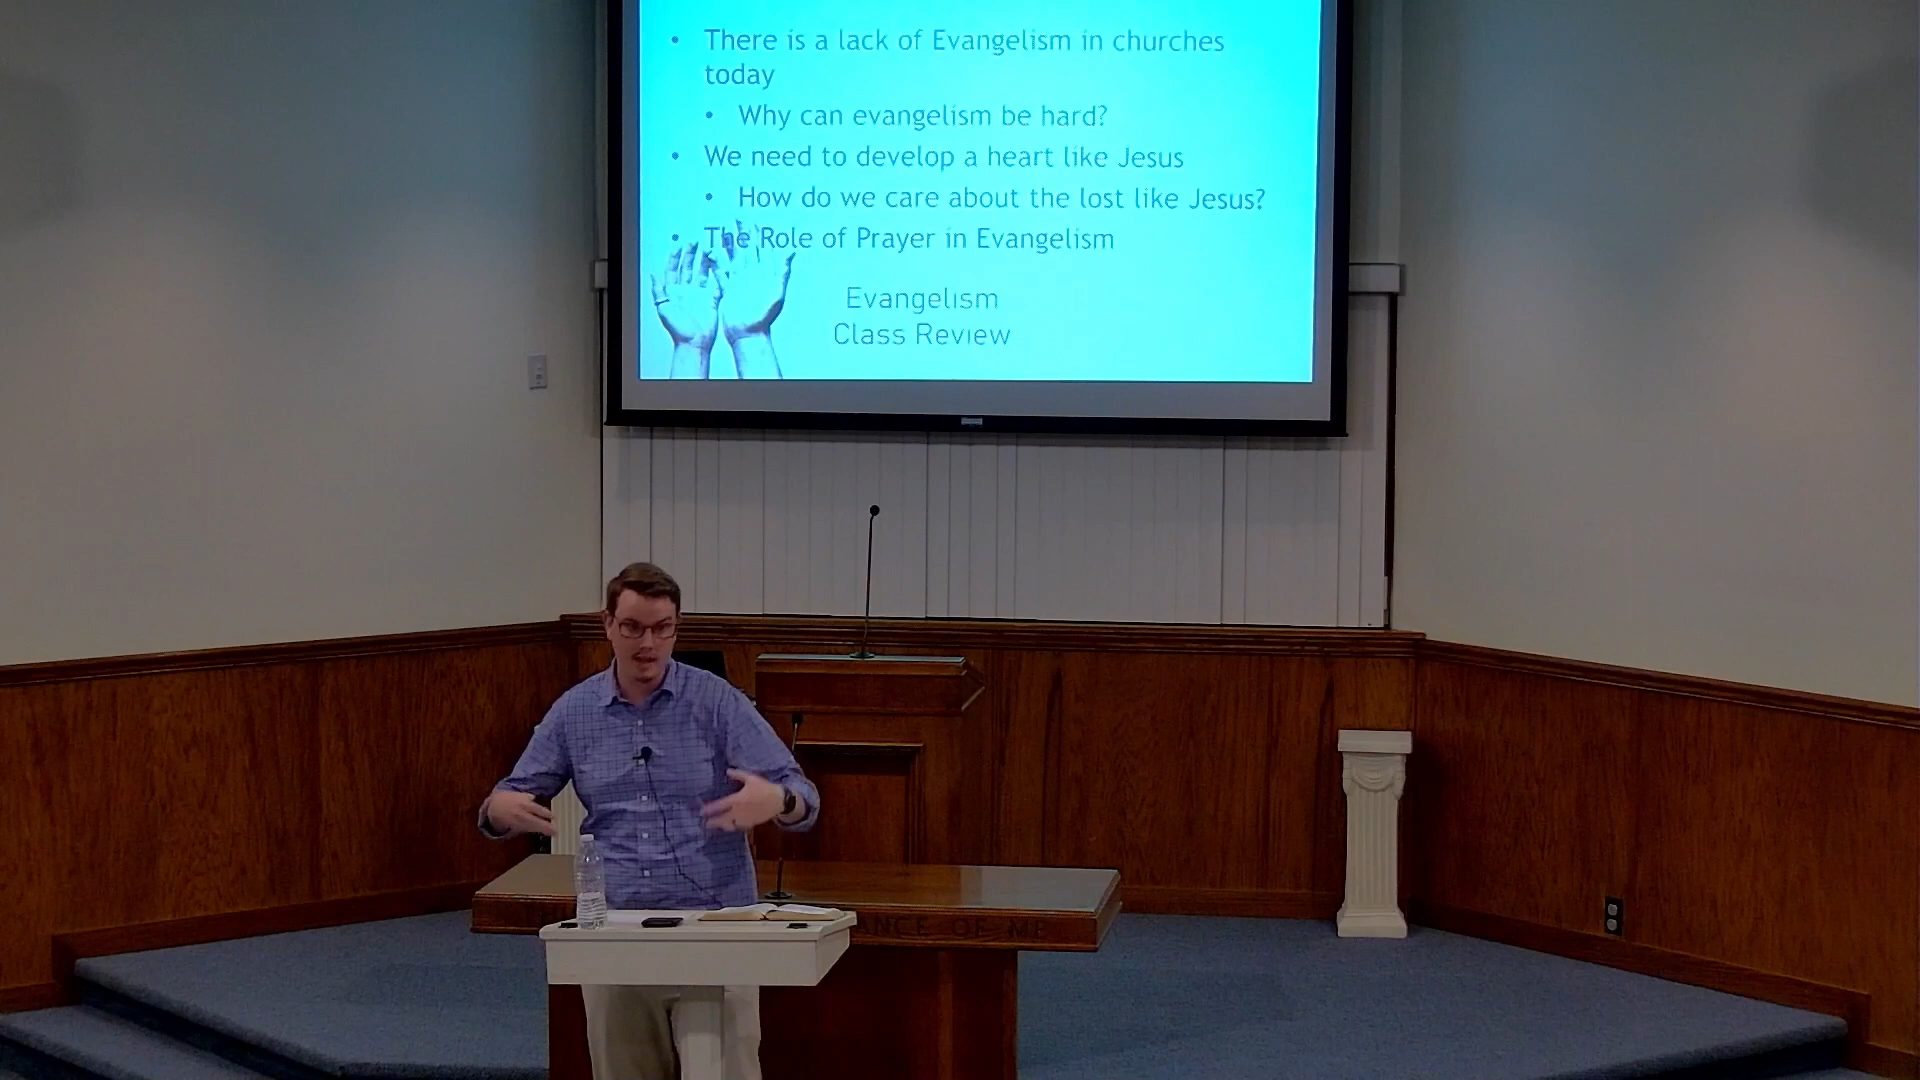 • There is a lack of Evangelism in churches
today
• Why can evangelism be hard?
• We need to develop a heart like Jesus
• How do we care about the lost like Jesus?
• The Role of Prayer in Evangelism
Evangelism
Class Review
ANCE OF ME